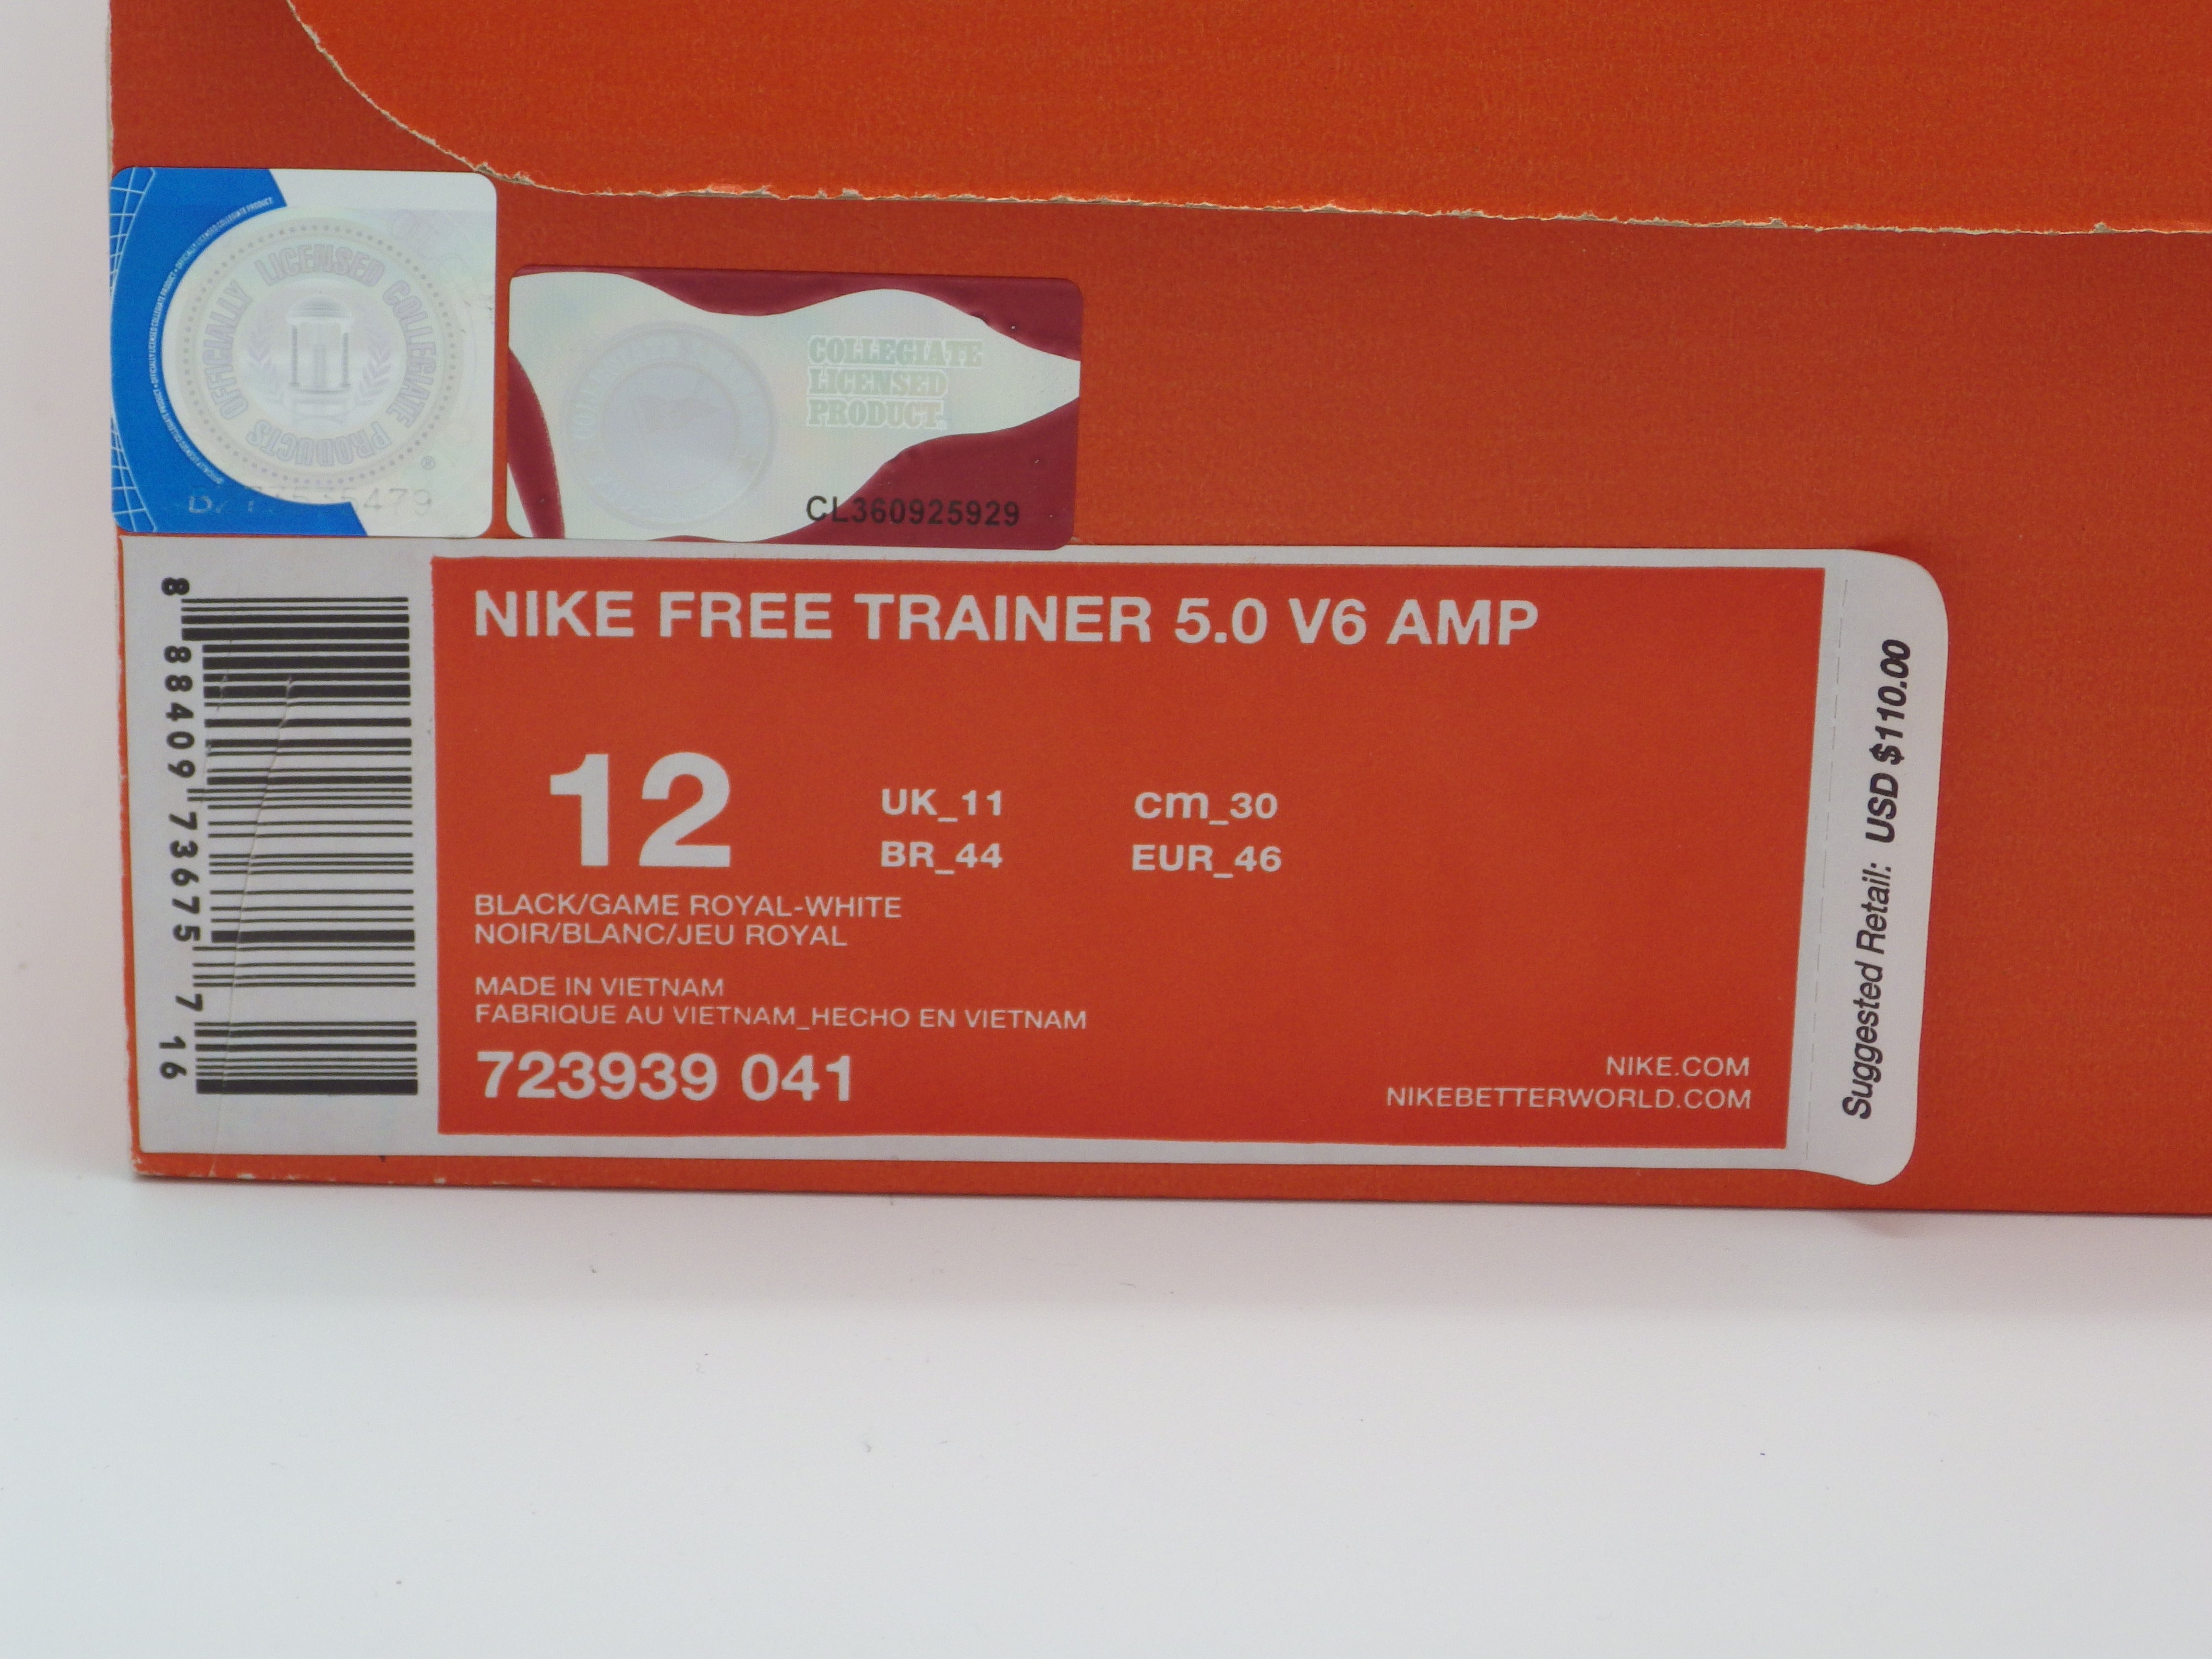 OFFICIALLY LICENSED COLLEGIATE PRODUCTS
®
COLLEGIATE
LICENSED
PRODUCT
CL360925929
NIKE FREE TRAINER 5.0 V6 AMP
12
UK_11 cm_30
BR_44 EUR_46
BLACK/GAME ROYAL-WHITE
NOIR/BLANC/JEU ROYAL
MADE IN VIETNAM
FABRIQUE AU VIETNAM_HECHO EN VIETNAM
723939 041
NIKE.COM
NIKEBETTERWORLD.COM
8 88409 73675 7 16
Suggested Retail: USD $110.00